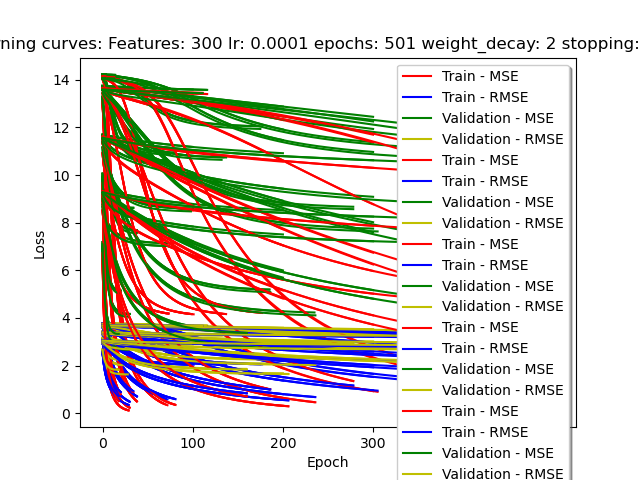 ning curves: Features: 300 lr: 0.0001 epochs: 501 weight_decay: 2 stopping:
Loss
14
12
10
8
6
4
2
0
0
100
200
300
Epoch
Train - MSE
Train - RMSE
Validation - MSE
Validation - RMSE
Train - MSE
Train - RMSE
Validation - MSE
Validation - RMSE
Train - MSE
Train - RMSE
Validation - MSE
Validation - RMSE
Train - MSE
Train - RMSE
Validation - MSE
Validation - RMSE
Train - MSE
Train - RMSE
Validation - MSE
Validation - RMSE